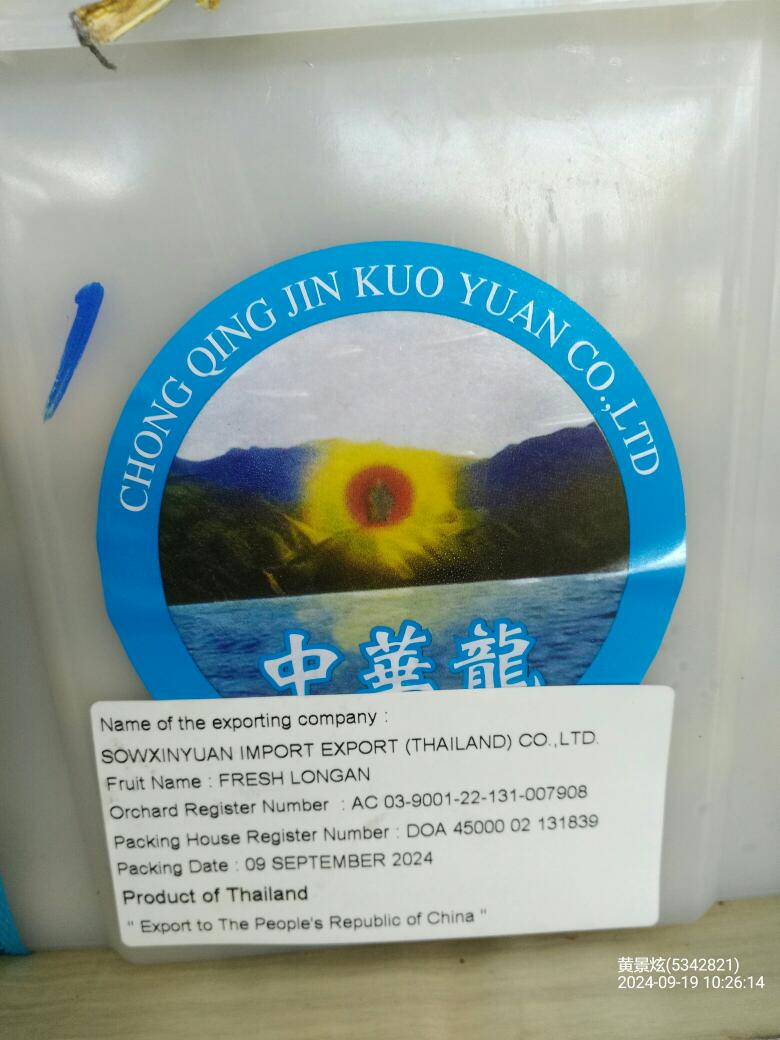 CHONG QING JIN KUO YUAN CO.,LTD
中華龍
Name of the exporting company :
SOWXINYUAN IMPORT EXPORT (THAILAND) CO.,LTD.
Fruit Name : FRESH LONGAN
Orchard Register Number : AC 03-9001-22-131-007908
Packing House Register Number : DOA 45000 02 131839
Packing Date : 09 SEPTEMBER 2024
Product of Thailand
" Export to The People's Republic of China "
黄景炫(5342821)
2024-09-19 10:26:14